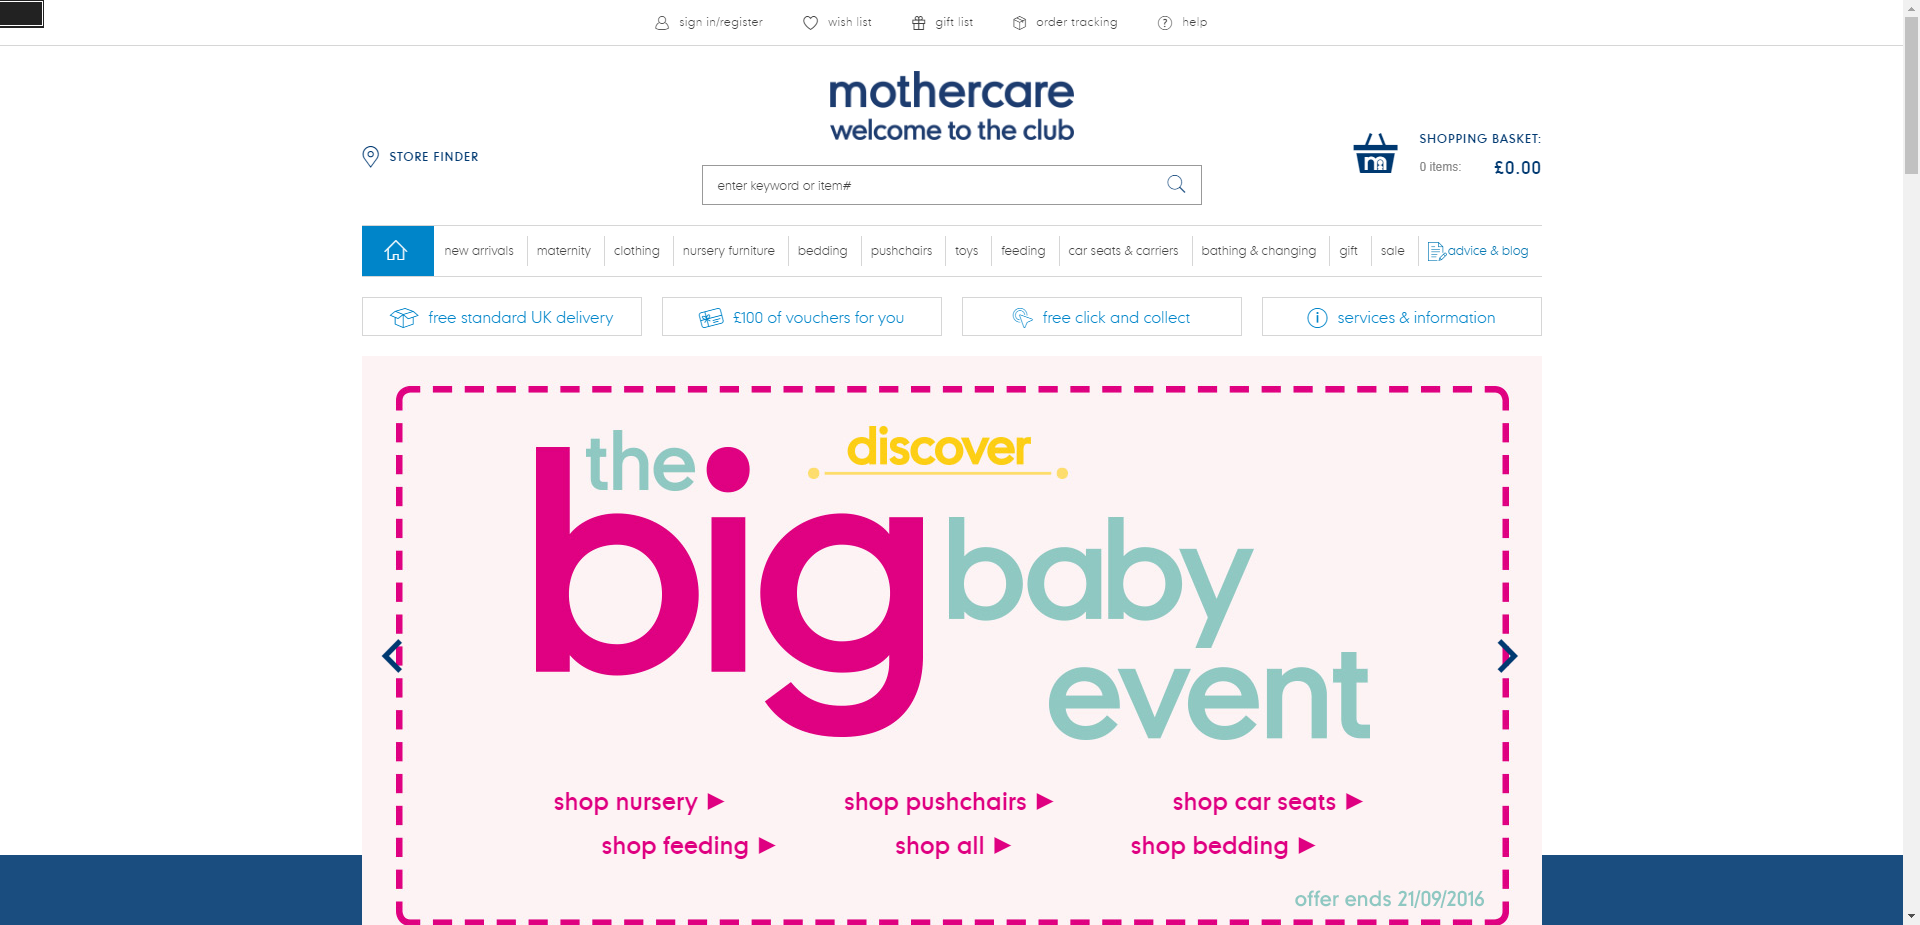 sign in/register wish list gift list order tracking help
mothercare
welcome to the club
STORE FINDER
enter keyword or item#
SHOPPING BASKET:
0 items: £0.00
new arrivals maternity clothing nursery furniture bedding pushchairs toys feeding car seats & carriers bathing & changing gift sale advice & blog
free standard UK delivery £100 of vouchers for you free click and collect services & information
discover
the big baby event
shop nursery ► shop pushchairs ► shop car seats ►
shop feeding ► shop all ► shop bedding ►
offer ends 21/09/2016